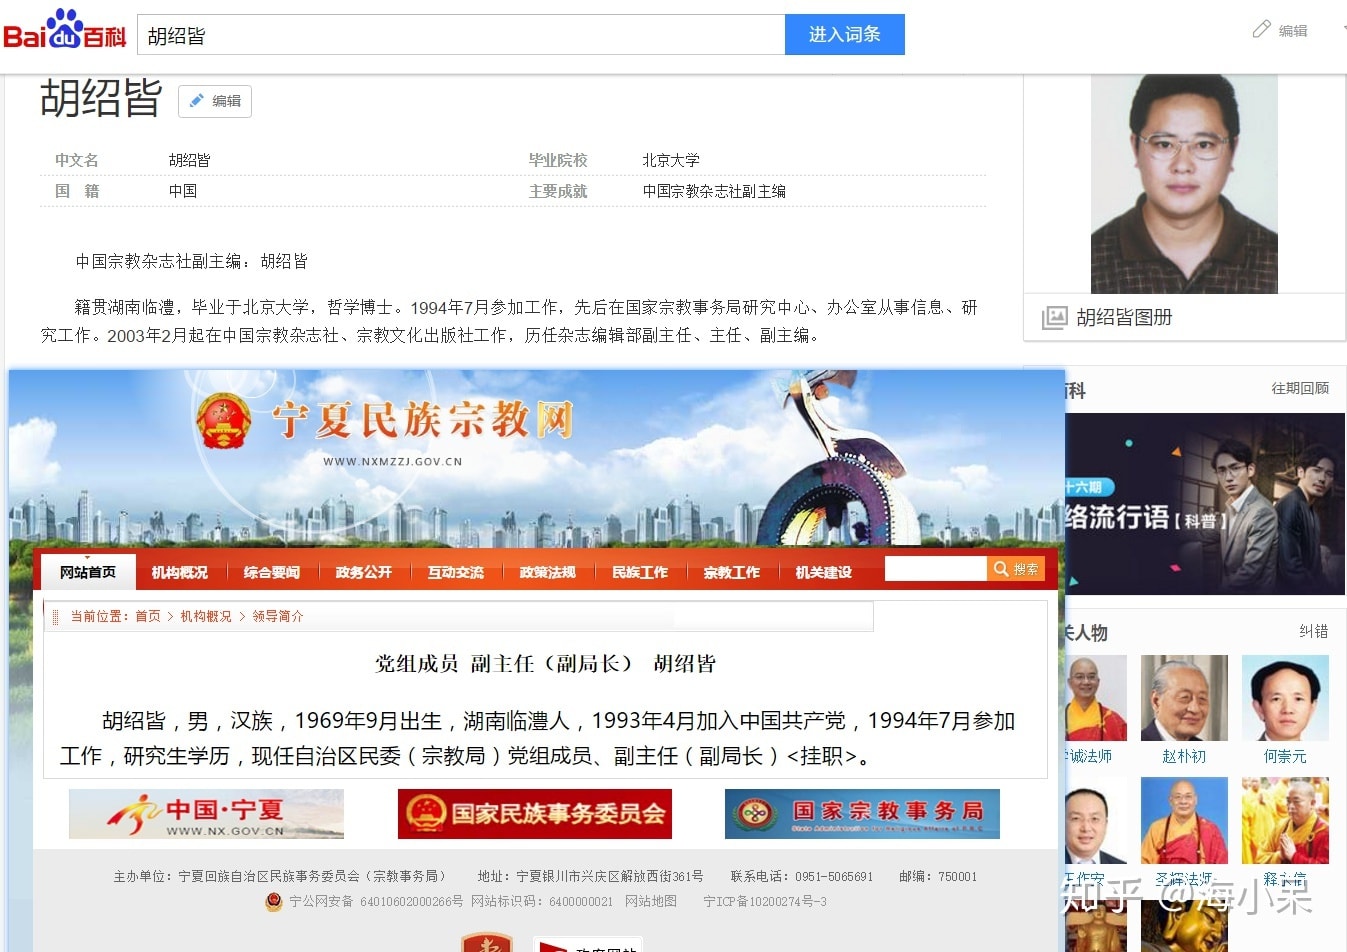 Bai du 百科
胡绍皆
进入词条
编辑
胡绍皆
编辑
中文名 胡绍皆 毕业院校 北京大学
国 籍 中国 主要成就 中国宗教杂志社副主编
中国宗教杂志社副主编：胡绍皆
籍贯湖南临澧，毕业于北京大学，哲学博士。1994年7月参加工作，先后在国家宗教事务局研究中心、办公室从事信息、研
究工作。2003年2月起在中国宗教杂志社、宗教文化出版社工作，历任杂志编辑部副主任、主任、副主编。
胡绍皆图册
科 往期回顾
十六期
络流行语【科普】
宁夏民族宗教网
WWW.NXMZZJ.GOV.CN
网站首页 机构概况 综合要闻 政务公开 互动交流 政策法规 民族工作 宗教工作 机关建设 搜索
当前位置：首页 > 机构概况 > 领导简介
党组成员 副主任（副局长） 胡绍皆
胡绍皆，男，汉族，1969年9月出生，湖南临澧人，1993年4月加入中国共产党，1994年7月参加
工作，研究生学历，现任自治区民委（宗教局）党组成员、副主任（副局长）<挂职>。
中国·宁夏
WWW.NX.GOV.CN
国家民族事务委员会
国家宗教事务局
State Administration for Religious Affairs of P.R.C
主办单位：宁夏回族自治区民族事务委员会（宗教事务局） 地址：宁夏银川市兴庆区解放西街361号 联系电话：0951-5065691 邮编：750001
宁公网安备 64010602000266号 网站标识码：6400000021 网站地图 宁ICP备10200274号-3
关人物 纠错
学诚法师 赵朴初 何崇元
王作安 圣辉法师 释永信
知乎 @海小呆